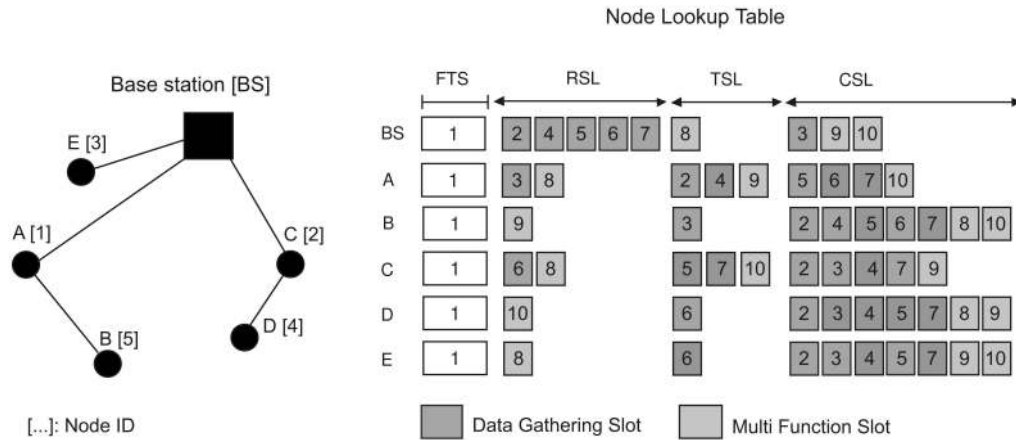 Node Lookup Table
Base station [BS]
E [3]
A [1]
C [2]
D [4]
B [5]
[...]: Node ID
FTS RSL TSL CSL
BS 1 2 4 5 6 7 8 3 9 10
A 1 3 8 2 4 9 5 6 7 10
B 1 9 3 2 4 5 6 7 8 10
C 1 6 8 5 7 10 2 3 4 7 9
D 1 10 6 2 3 4 5 7 8 9
E 1 8 6 2 3 4 5 7 9 10
Data Gathering Slot Multi Function Slot